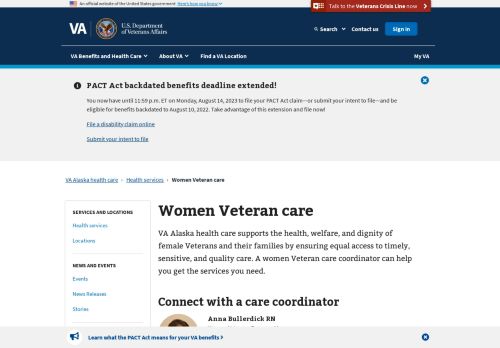 An official website of the United States government Here's how you know
Talk to the Veterans Crisis Line now
VA
U.S. Department
of Veterans Affairs
Search
Contact us
Sign in
VA Benefits and Health Care
About VA
Find a VA Location
My VA
PACT Act backdated benefits deadline extended!
You now have until 11:59 p.m. ET on Monday, August 14, 2023 to file your PACT Act claim—or submit your intent to file—and be
eligible for benefits backdated to August 10, 2022. Take advantage of this extension and file now!
File a disability claim online
Submit your intent to file
VA Alaska health care › Health services › Women Veteran care
SERVICES AND LOCATIONS
Health services
Locations
NEWS AND EVENTS
Events
News Releases
Stories
Women Veteran care
VA Alaska health care supports the health, welfare, and dignity of
female Veterans and their families by ensuring equal access to timely,
sensitive, and quality care. A women Veteran care coordinator can help
you get the services you need.
Connect with a care coordinator
Anna Bullerdick RN
Learn what the PACT Act means for your VA benefits